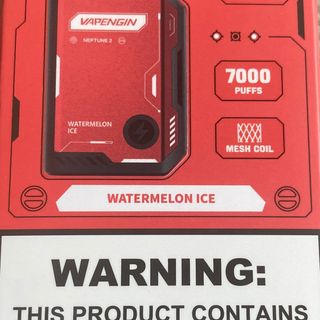 VAPENGIN
NEPTUNE 2
7000
PUFFS
WATERMELON
ICE
MESH COIL
WATERMELON ICE
WARNING:
THIS PRODUCT CONTAINS